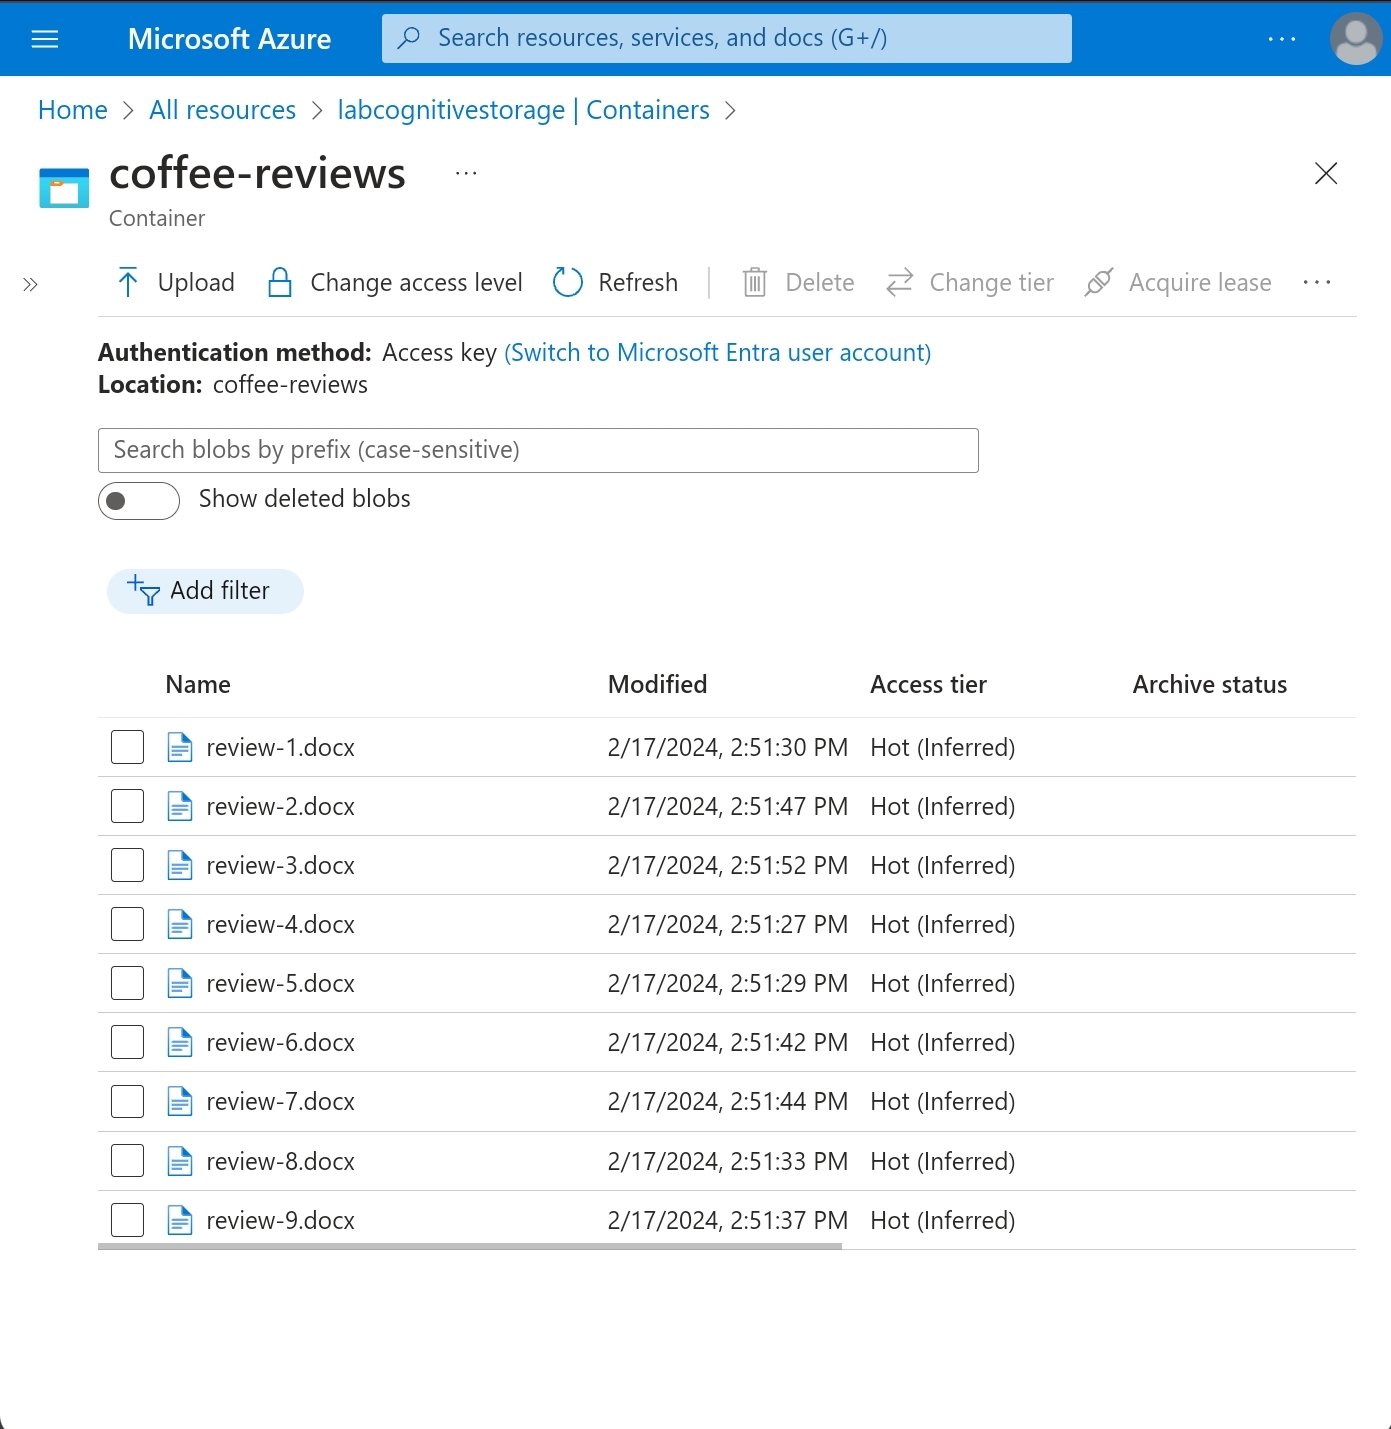 Microsoft Azure
Search resources, services, and docs (G+/)
Home > All resources > labcognitivestorage | Containers >
coffee-reviews
Container
Upload Change access level Refresh Delete Change tier Acquire lease
Authentication method: Access key (Switch to Microsoft Entra user account)
Location: coffee-reviews
Search blobs by prefix (case-sensitive)
Show deleted blobs
Add filter
Name Modified Access tier Archive status
review-1.docx 2/17/2024, 2:51:30 PM Hot (Inferred)
review-2.docx 2/17/2024, 2:51:47 PM Hot (Inferred)
review-3.docx 2/17/2024, 2:51:52 PM Hot (Inferred)
review-4.docx 2/17/2024, 2:51:27 PM Hot (Inferred)
review-5.docx 2/17/2024, 2:51:29 PM Hot (Inferred)
review-6.docx 2/17/2024, 2:51:42 PM Hot (Inferred)
review-7.docx 2/17/2024, 2:51:44 PM Hot (Inferred)
review-8.docx 2/17/2024, 2:51:33 PM Hot (Inferred)
review-9.docx 2/17/2024, 2:51:37 PM Hot (Inferred)